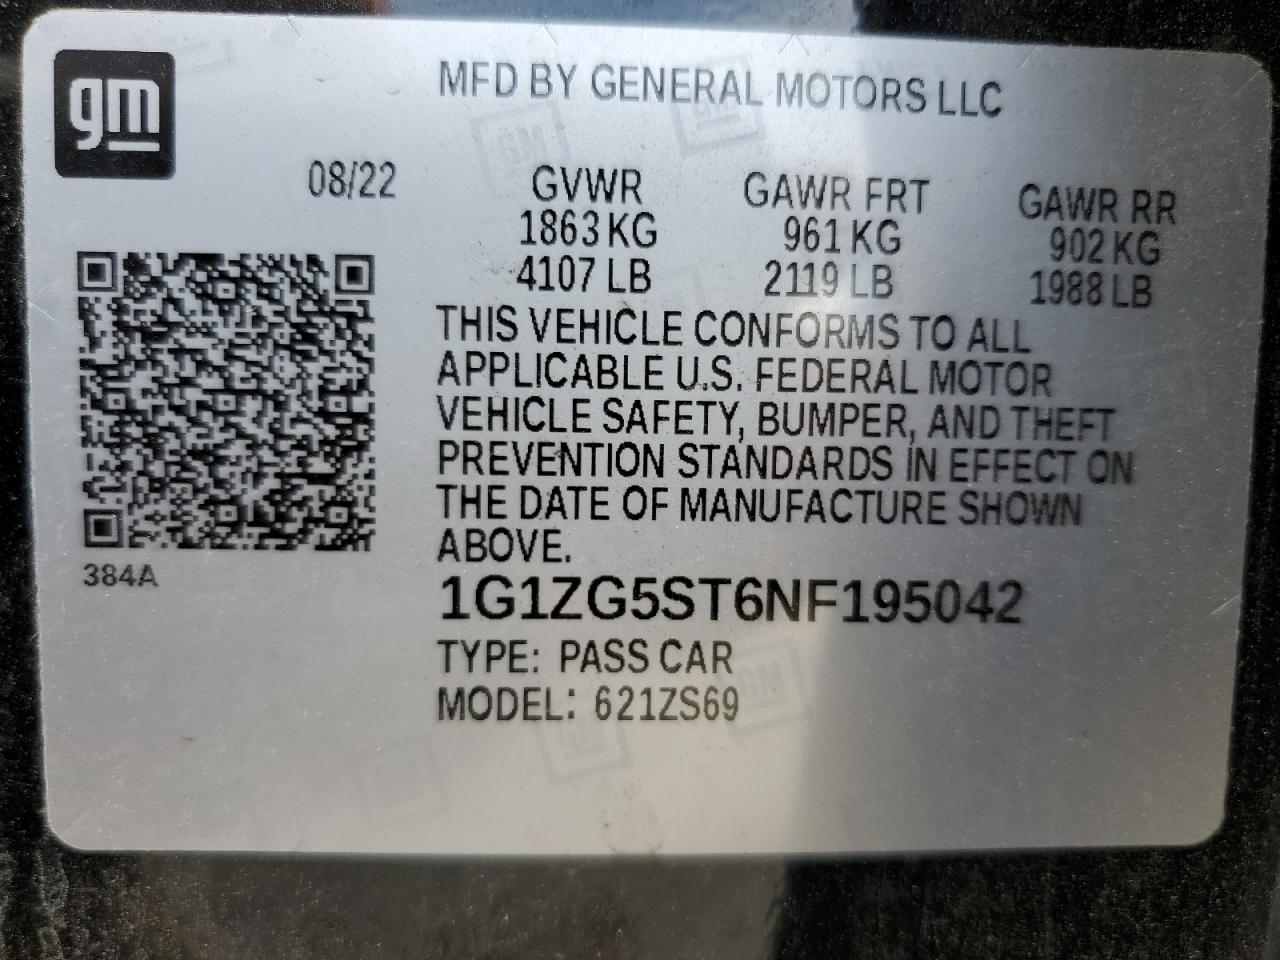 gm
MFD BY GENERAL MOTORS LLC
08/22
GVWR GAWR FRT GAWR RR
1863 KG 961 KG 902 KG
4107 LB 2119 LB 1988 LB
THIS VEHICLE CONFORMS TO ALL
APPLICABLE U.S. FEDERAL MOTOR
VEHICLE SAFETY, BUMPER, AND THEFT
PREVENTION STANDARDS IN EFFECT ON
THE DATE OF MANUFACTURE SHOWN
ABOVE.
384A
1G1ZG5ST6NF195042
TYPE: PASS CAR
MODEL: 621ZS69